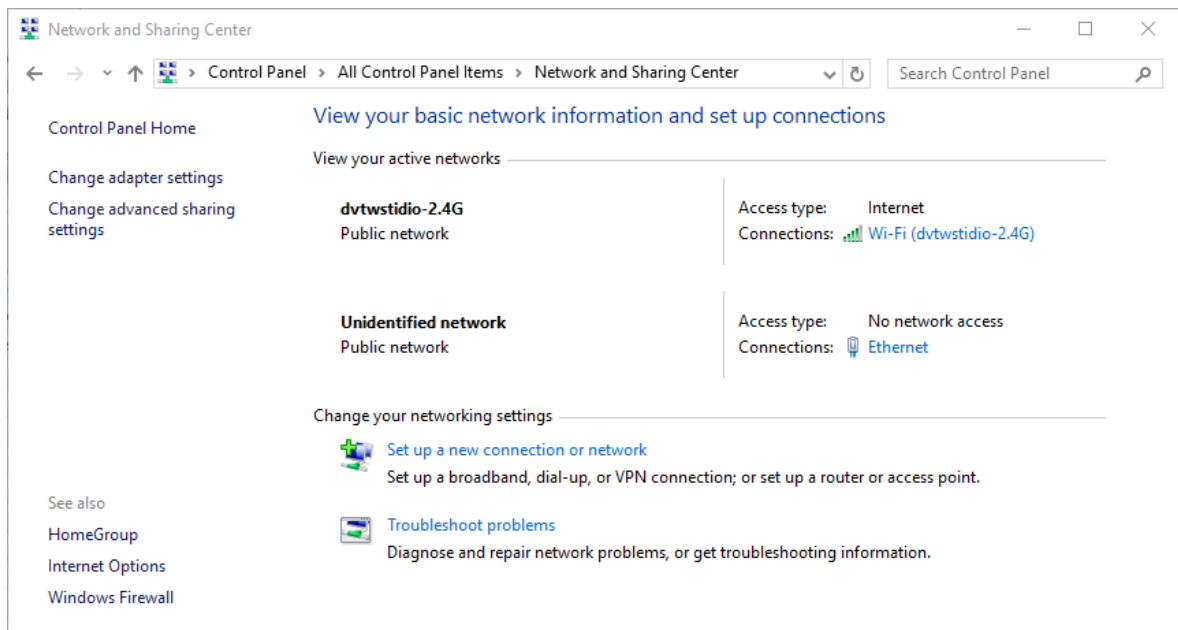 Network and Sharing Center
Control Panel > All Control Panel Items > Network and Sharing Center
Search Control Panel
Control Panel Home
Change adapter settings
Change advanced sharing
settings
View your basic network information and set up connections
View your active networks
dvtwstidio-2.4G
Public network
Access type: Internet
Connections: Wi-Fi (dvtwstidio-2.4G)
Unidentified network
Public network
Access type: No network access
Connections: Ethernet
Change your networking settings
Set up a new connection or network
Set up a broadband, dial-up, or VPN connection; or set up a router or access point.
Troubleshoot problems
Diagnose and repair network problems, or get troubleshooting information.
See also
HomeGroup
Internet Options
Windows Firewall